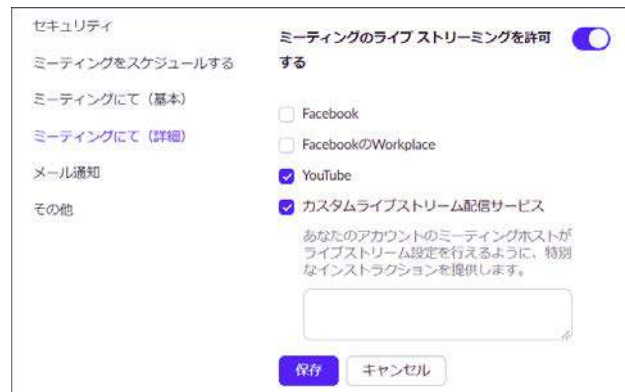 セキュリティ
ミーティングをスケジュールする
ミーティングにて（基本）
ミーティングにて（詳細）
メール通知
その他
ミーティングのライブ ストリーミングを許可
する
Facebook
FacebookのWorkplace
YouTube
カスタムライブストリーム配信サービス
あなたのアカウントのミーティングホストが
ライブストリーム設定を行えるように、特別
なインストラクションを提供します。
保存
キャンセル